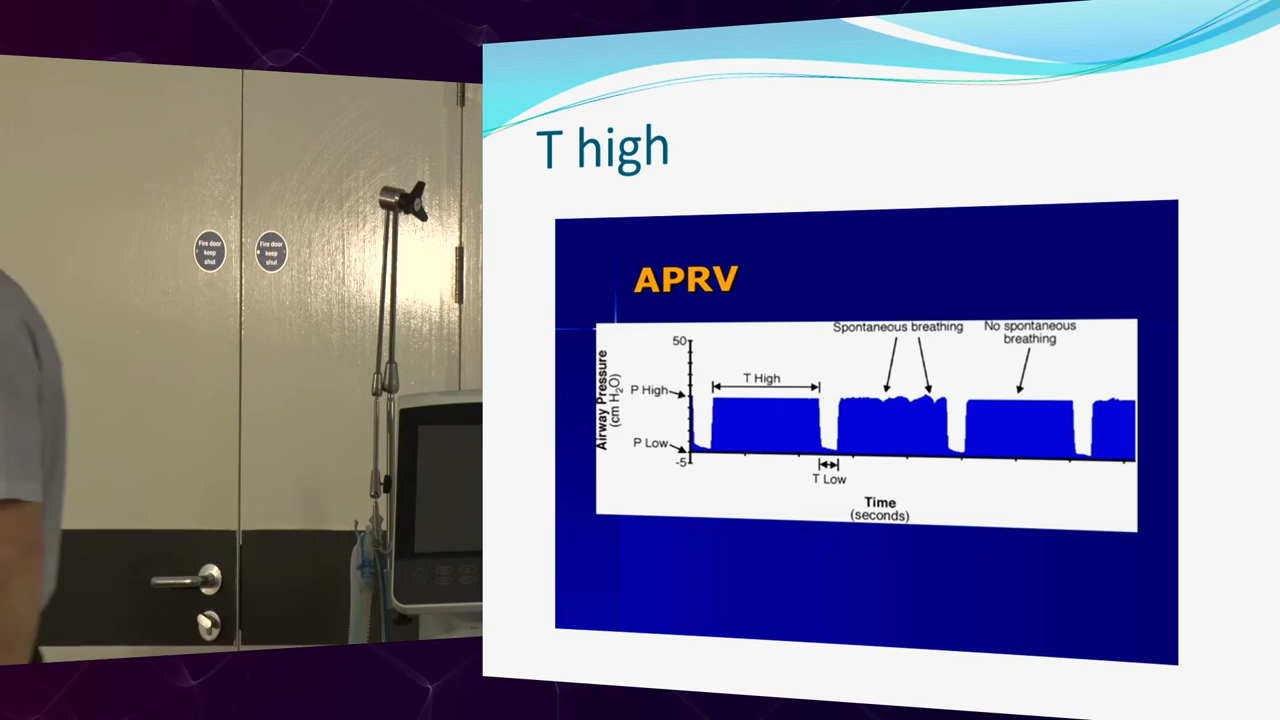 Fire door
keep
shut
Fire door
keep
shut
T high
APRV
Spontaneous breathing
No spontaneous
breathing
50
T High
P High
Airway Pressure
(cm H₂O)
P Low
-5
T Low
Time
(seconds)